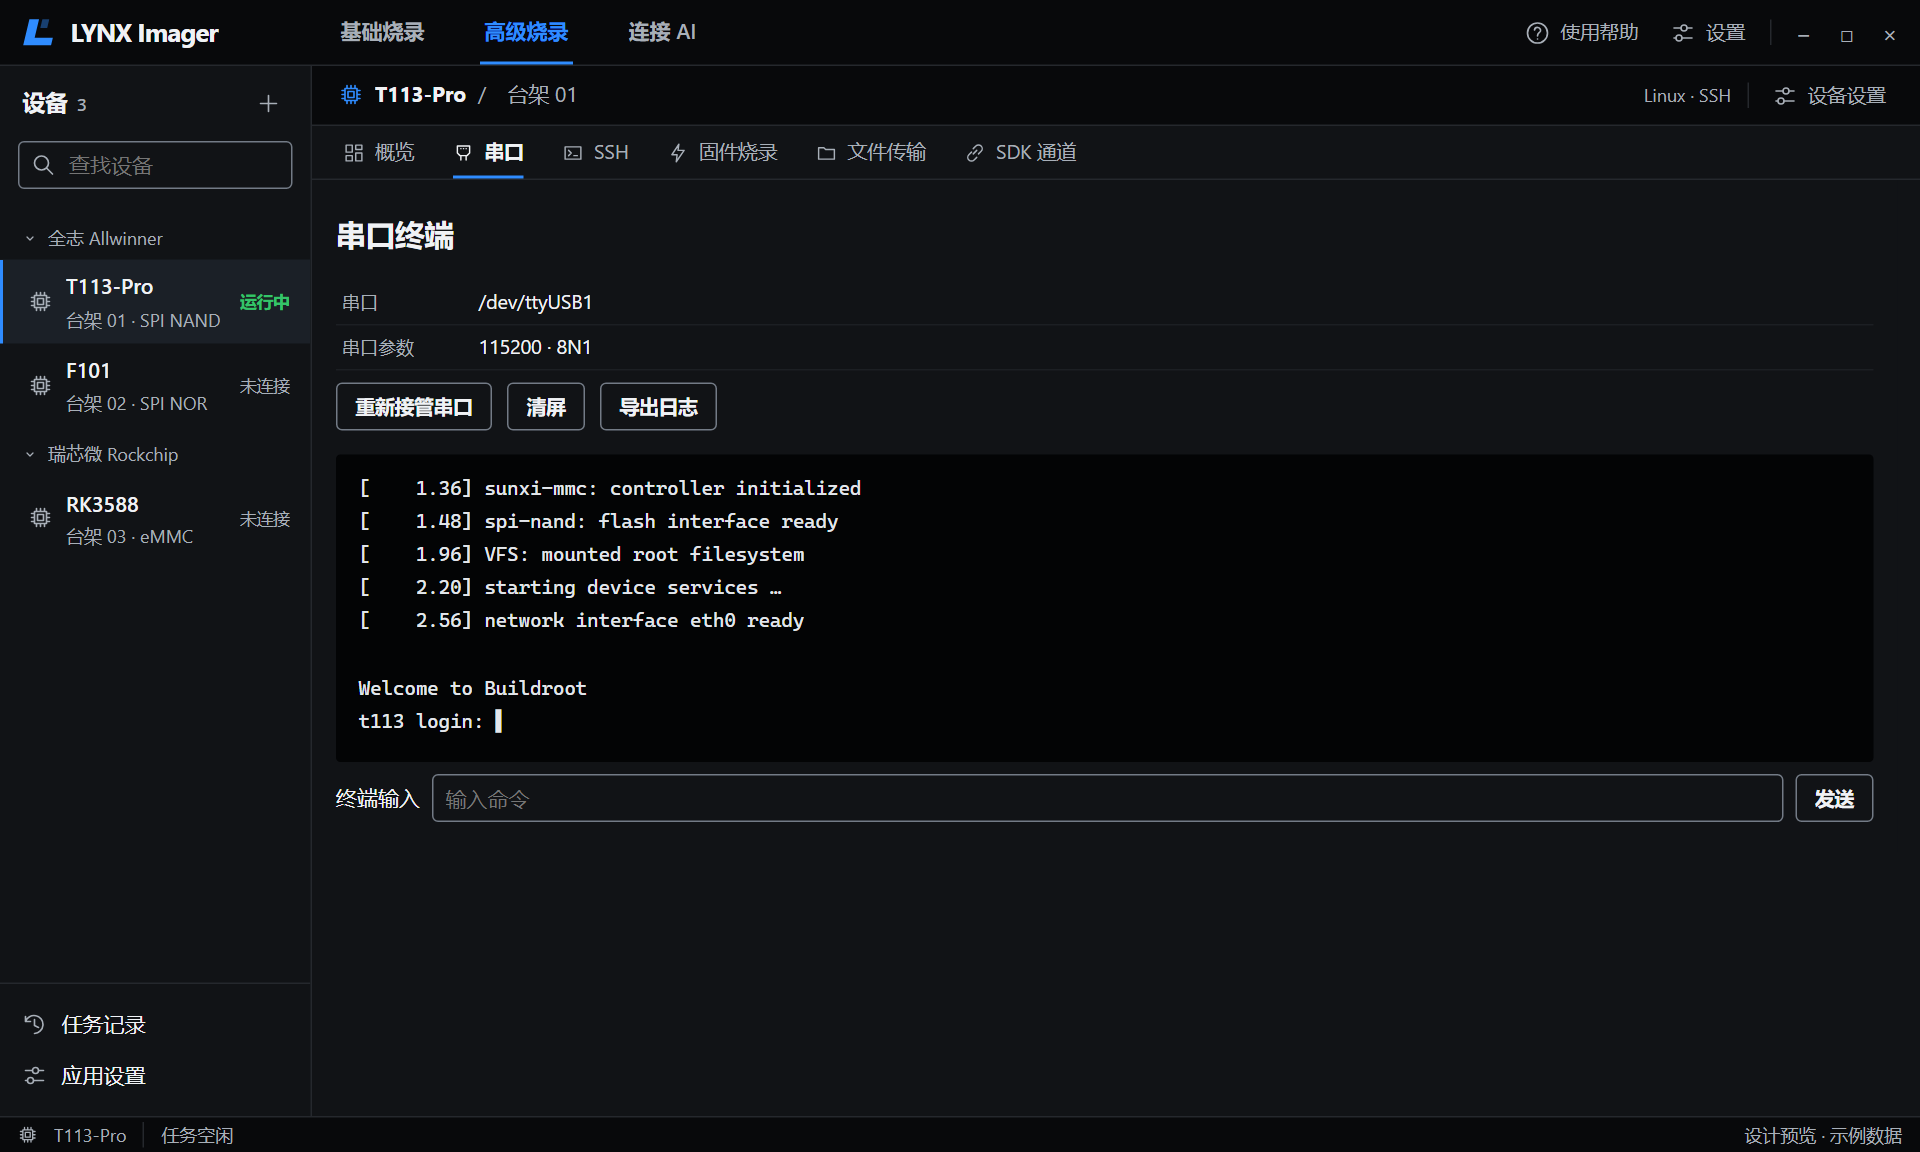 LYNX Imager
基础烧录
高级烧录
连接 AI
使用帮助
设置
设备 3
查找设备
全志 Allwinner
T113-Pro
台架 01 · SPI NAND
运行中
F101
台架 02 · SPI NOR
未连接
瑞芯微 Rockchip
RK3588
台架 03 · eMMC
未连接
任务记录
应用设置
T113-Pro / 台架 01
Linux · SSH
设备设置
概览
串口
SSH
固件烧录
文件传输
SDK 通道
串口终端
串口 /dev/ttyUSB1
串口参数 115200 · 8N1
重新接管串口
清屏
导出日志
[    1.36] sunxi-mmc: controller initialized
[    1.48] spi-nand: flash interface ready
[    1.96] VFS: mounted root filesystem
[    2.20] starting device services …
[    2.56] network interface eth0 ready
Welcome to Buildroot
t113 login:
终端输入
输入命令
发送
T113-Pro
任务空闲
设计预览 · 示例数据